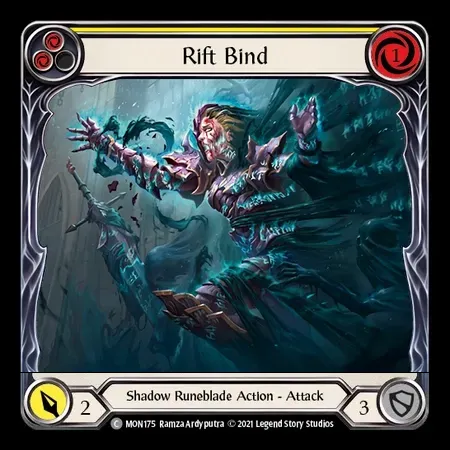 Rift Bind
1
2
Shadow Runeblade Action - Attack
3
C MON175 Ramza Ardyputra © 2021 Legend Story Studios